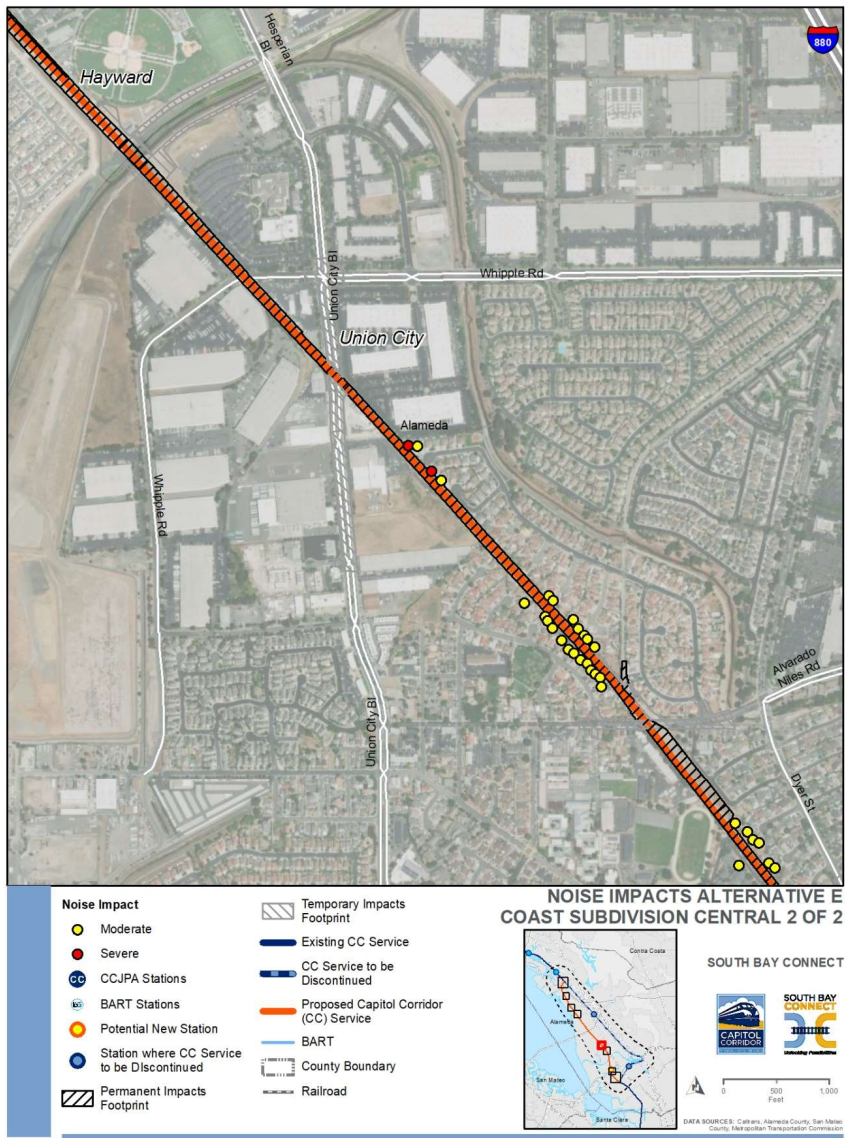 Hesperian Bl
880
Hayward
Union City Bl
Whipple Rd
Union City
Alameda
Whipple Rd
Alvarado
Niles Rd
Union City Bl
Dyer St
Noise Impact
Moderate
Severe
CC
CCJPA Stations
BART Stations
Potential New Station
Station where CC Service
to be DIscontinued
Permanent Impacts
Footprint
Temporary Impacts
Footprint
Existing CC Service
CC Service to be
Discontinued
Proposed Capitol Corridor
(CC) Service
BART
County Boundary
Railroad
NOISE IMPACTS ALTERNATIVE E
COAST SUBDIVISION CENTRAL 2 OF 2
Contra Costa
Alameda
San Mateo
Santa Clara
SOUTH BAY CONNECT
CAPITOL
CORRIDOR
SOUTH BAY
CONNECT
Unlocking Possibilities
0 500 1,000
Feet
DATA SOURCES: Caltrans, Alameda County, San Mateo
County, Metropolitan Transportation Commission